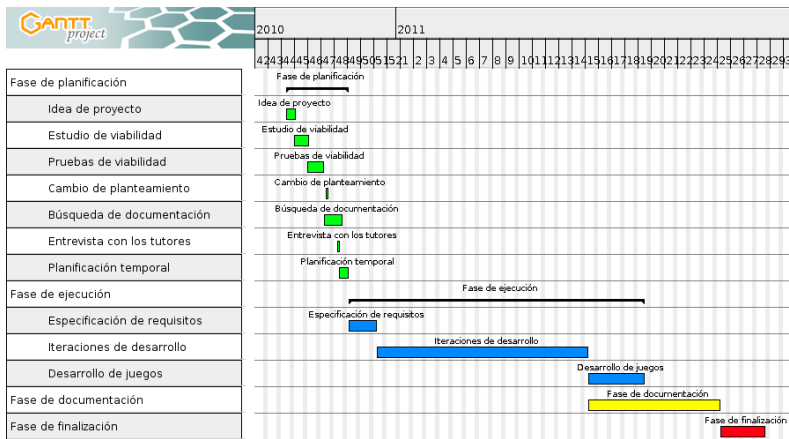 GANTT
project
2010 2011
42 43 44 45 46 47 48 49 50 51 52 1 2 3 4 5 6 7 8 9 10 11 12 13 14 15 16 17 18 19 20 21 22 23 24 25 26 27 28 29 3
Fase de planificación
Fase de planificación
Idea de proyecto
Idea de proyecto
Estudio de viabilidad
Estudio de viabilidad
Pruebas de viabilidad
Pruebas de viabilidad
Cambio de planteamiento
Cambio de planteamiento
Búsqueda de documentación
Búsqueda de documentación
Entrevista con los tutores
Entrevista con los tutores
Planificación temporal
Planificación temporal
Fase de ejecución
Fase de ejecución
Especificación de requisitos
Especificación de requisitos
Iteraciones de desarrollo
Iteraciones de desarrollo
Desarrollo de juegos
Desarrollo de juegos
Fase de documentación
Fase de documentación
Fase de finalización
Fase de finalización